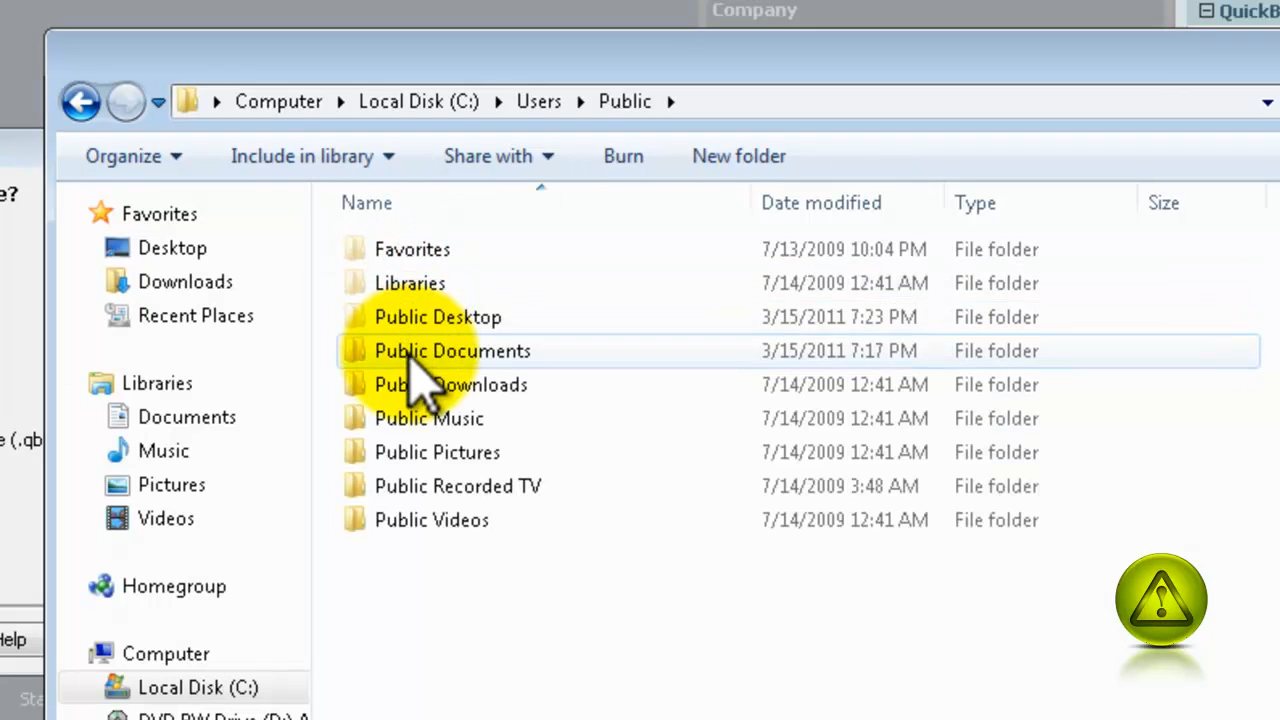 Company
QuickB
Computer Local Disk (C:) Users Public
Organize Include in library Share with Burn New folder
e?
Name Date modified Type Size
Favorites
Desktop
Downloads
Recent Places
Libraries
Documents
Music
Pictures
Videos
Homegroup
Computer
Local Disk (C:)
Favorites 7/13/2009 10:04 PM File folder
Libraries 7/14/2009 12:41 AM File folder
Public Desktop 3/15/2011 7:23 PM File folder
Public Documents 3/15/2011 7:17 PM File folder
Public Downloads 7/14/2009 12:41 AM File folder
Public Music 7/14/2009 12:41 AM File folder
Public Pictures 7/14/2009 12:41 AM File folder
Public Recorded TV 7/14/2009 3:48 AM File folder
Public Videos 7/14/2009 12:41 AM File folder
e (.qb
Help
Sta